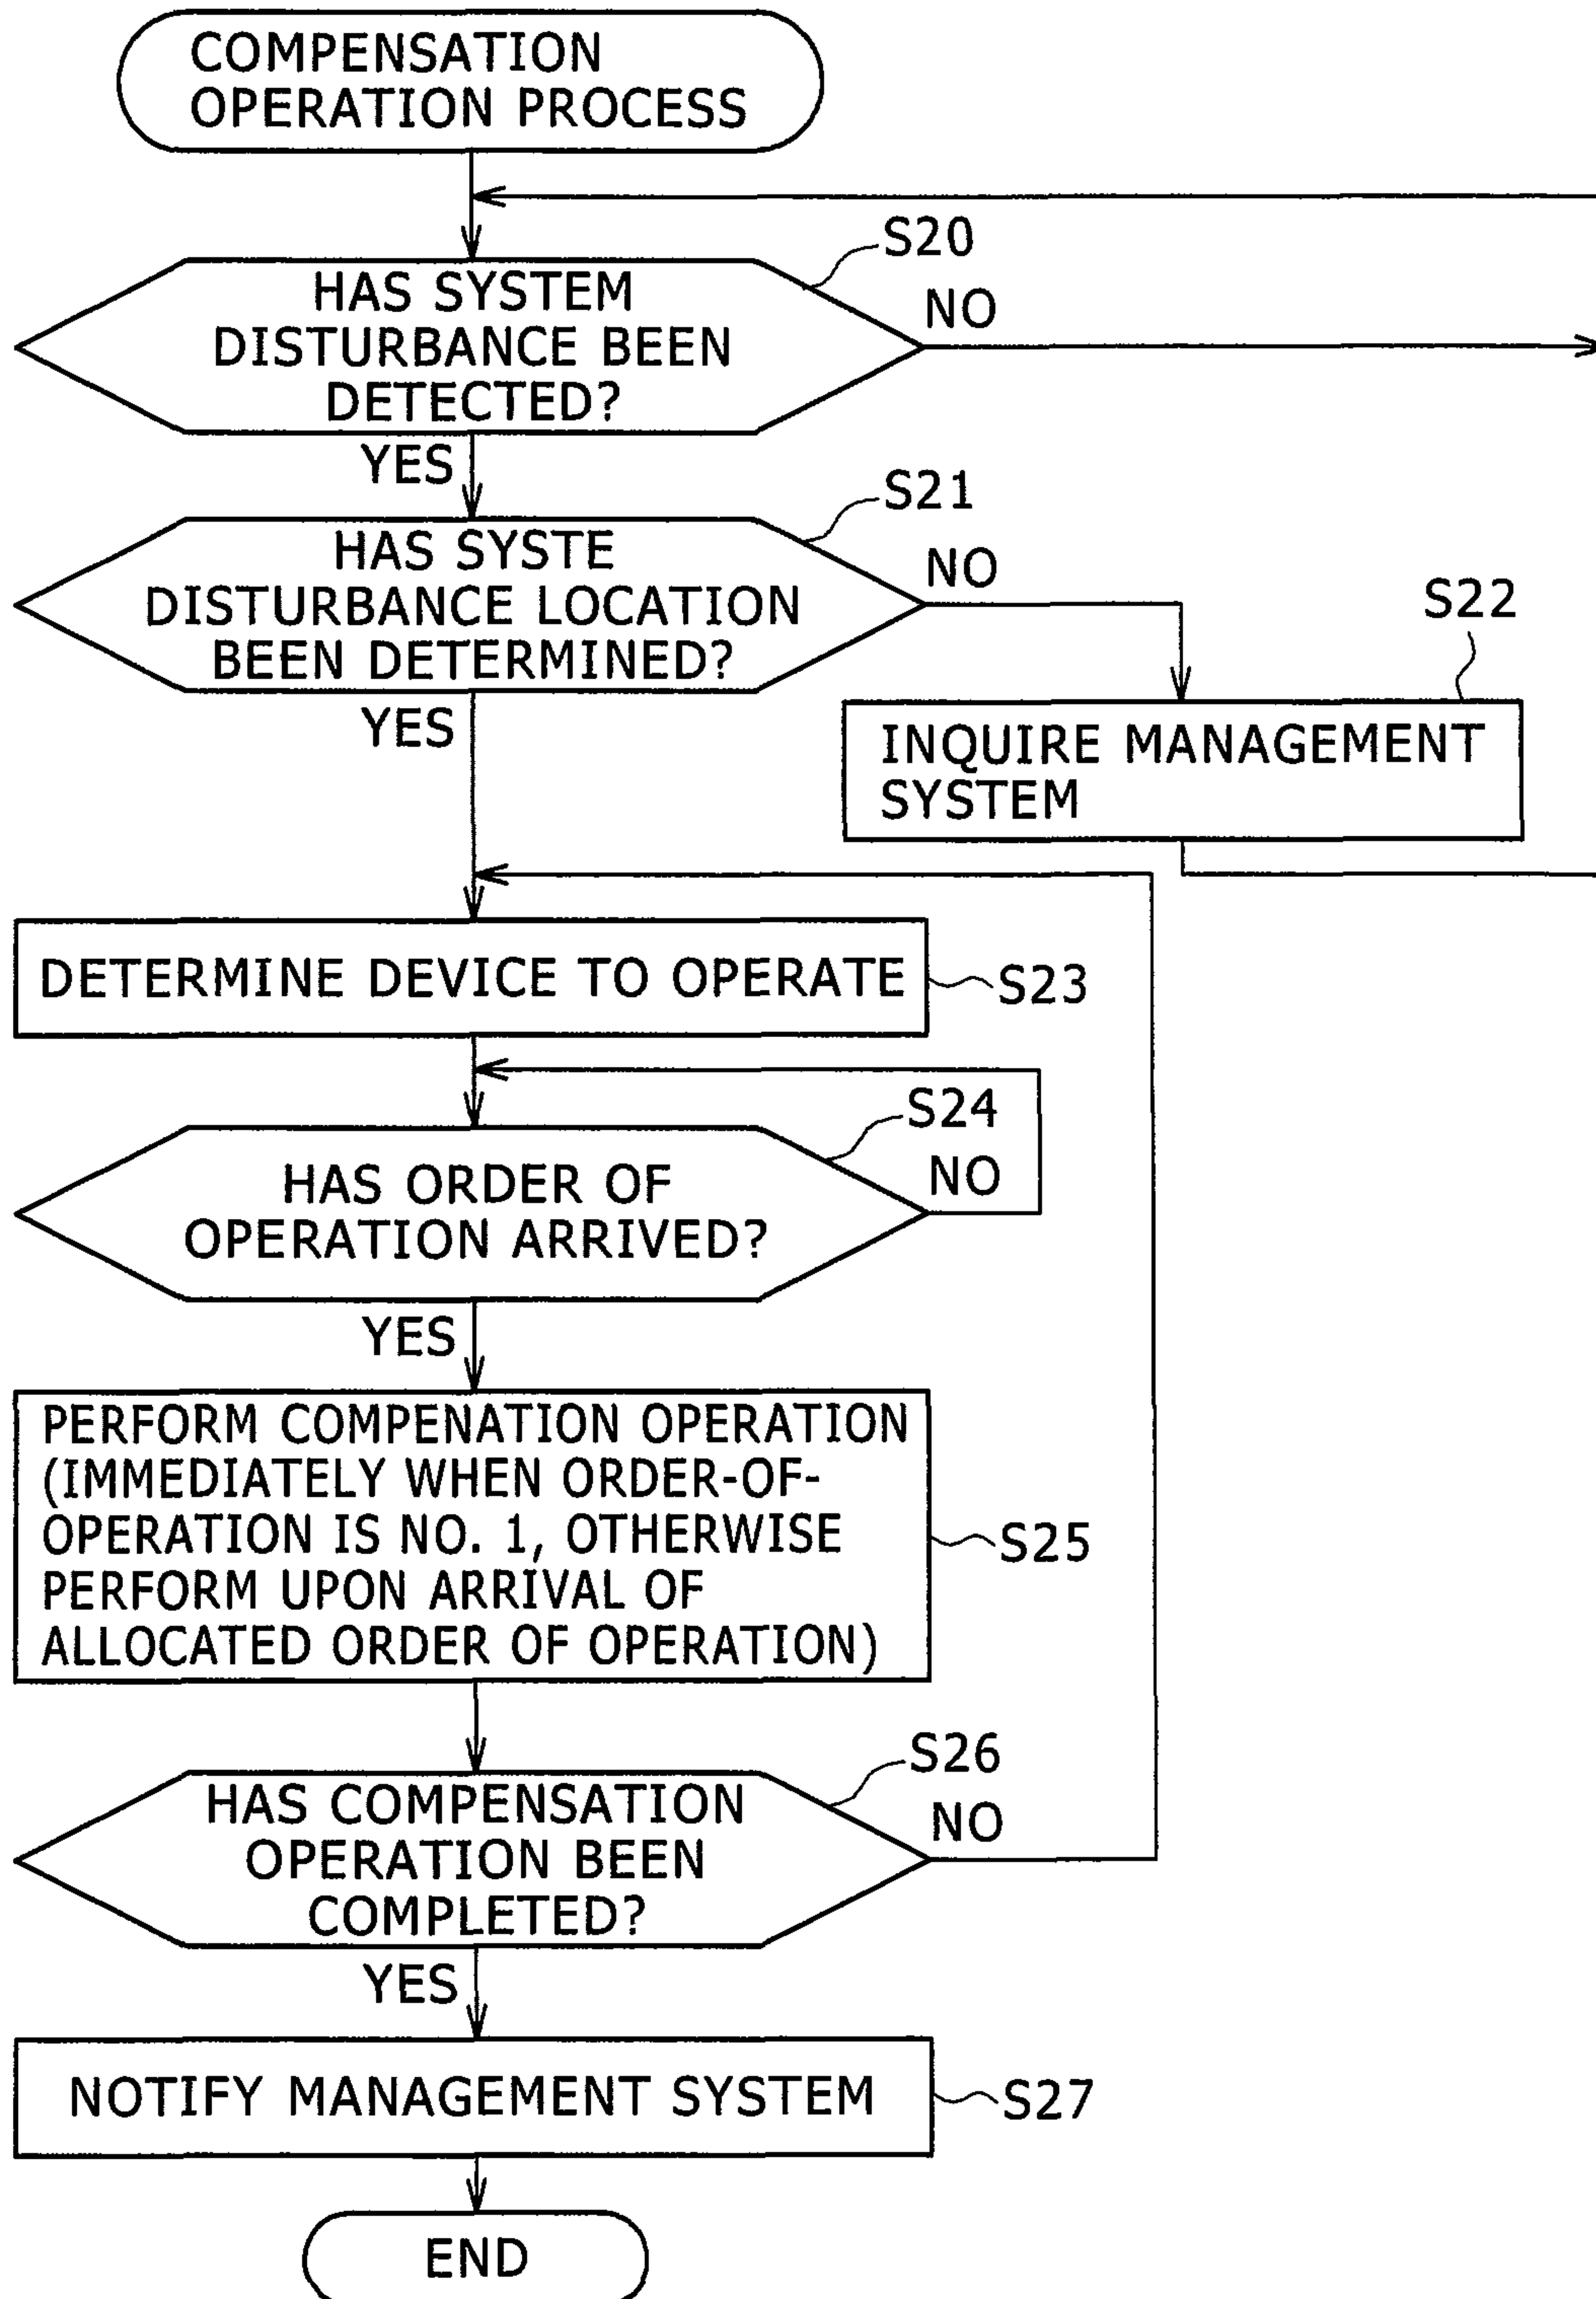 COMPENSATION
OPERATION PROCESS
S20
HAS SYSTEM
DISTURBANCE BEEN
DETECTED?
NO
YES
S21
HAS SYSTE
DISTURBANCE LOCATION
BEEN DETERMINED?
NO
YES
S22
INQUIRE MANAGEMENT
SYSTEM
DETERMINE DEVICE TO OPERATE
S23
S24
HAS ORDER OF
OPERATION ARRIVED?
NO
YES
PERFORM COMPENATION OPERATION
(IMMEDIATELY WHEN ORDER-OF-
OPERATION IS NO. 1, OTHERWISE
PERFORM UPON ARRIVAL OF
ALLOCATED ORDER OF OPERATION)
S25
S26
HAS COMPENSATION
OPERATION BEEN
COMPLETED?
NO
YES
NOTIFY MANAGEMENT SYSTEM
S27
END